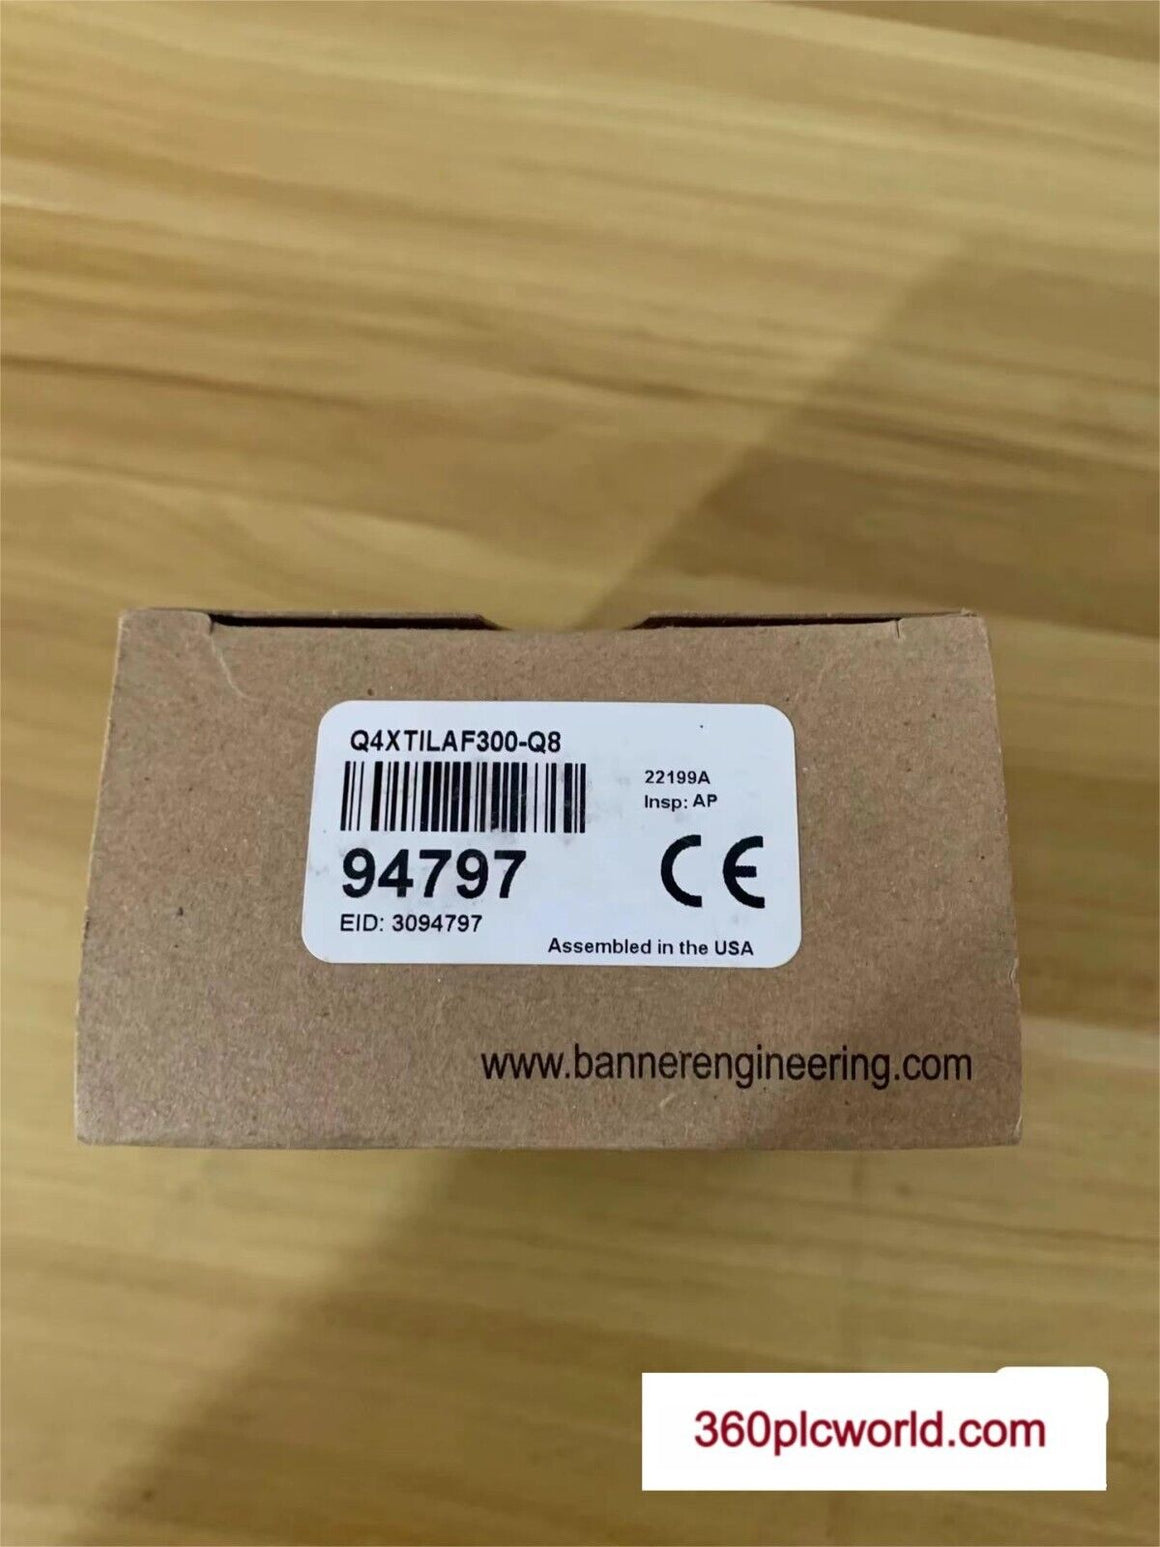 Q4XTILAF300-Q8
22199A
Insp: AP
94797
CE
EID: 3094797
Assembled in the USA
www.bannerengineering.com
360plcworld.com